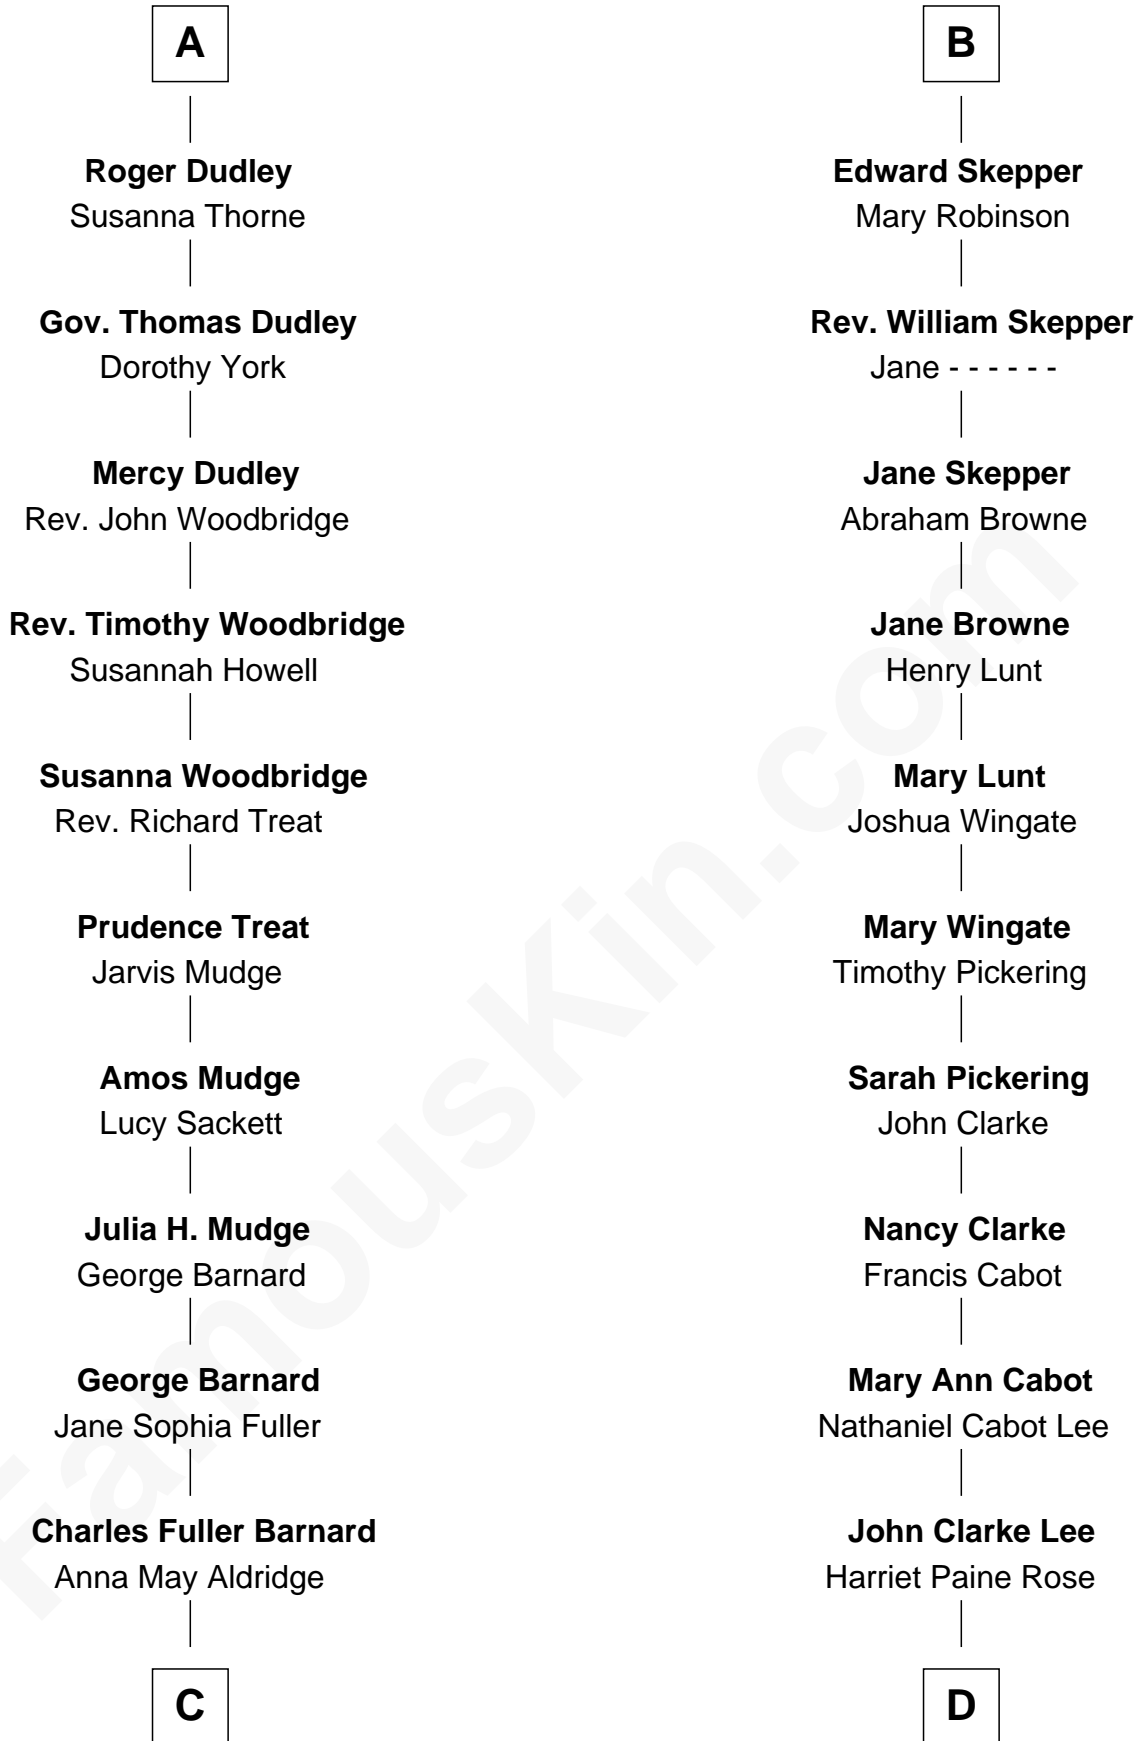 A
Roger Dudley
Susanna Thorne
Gov. Thomas Dudley
Dorothy York
Mercy Dudley
Rev. John Woodbridge
Rev. Timothy Woodbridge
Susannah Howell
Susanna Woodbridge
Rev. Richard Treat
Prudence Treat
Jarvis Mudge
Amos Mudge
Lucy Sackett
Julia H. Mudge
George Barnard
George Barnard
Jane Sophia Fuller
Charles Fuller Barnard
Anna May Aldridge
C
B
Edward Skepper
Mary Robinson
Rev. William Skepper
Jane - - - - - -
Jane Skepper
Abraham Browne
Jane Browne
Henry Lunt
Mary Lunt
Joshua Wingate
Mary Wingate
Timothy Pickering
Sarah Pickering
John Clarke
Nancy Clarke
Francis Cabot
Mary Ann Cabot
Nathaniel Cabot Lee
John Clarke Lee
Harriet Paine Rose
D
FamousKin.com